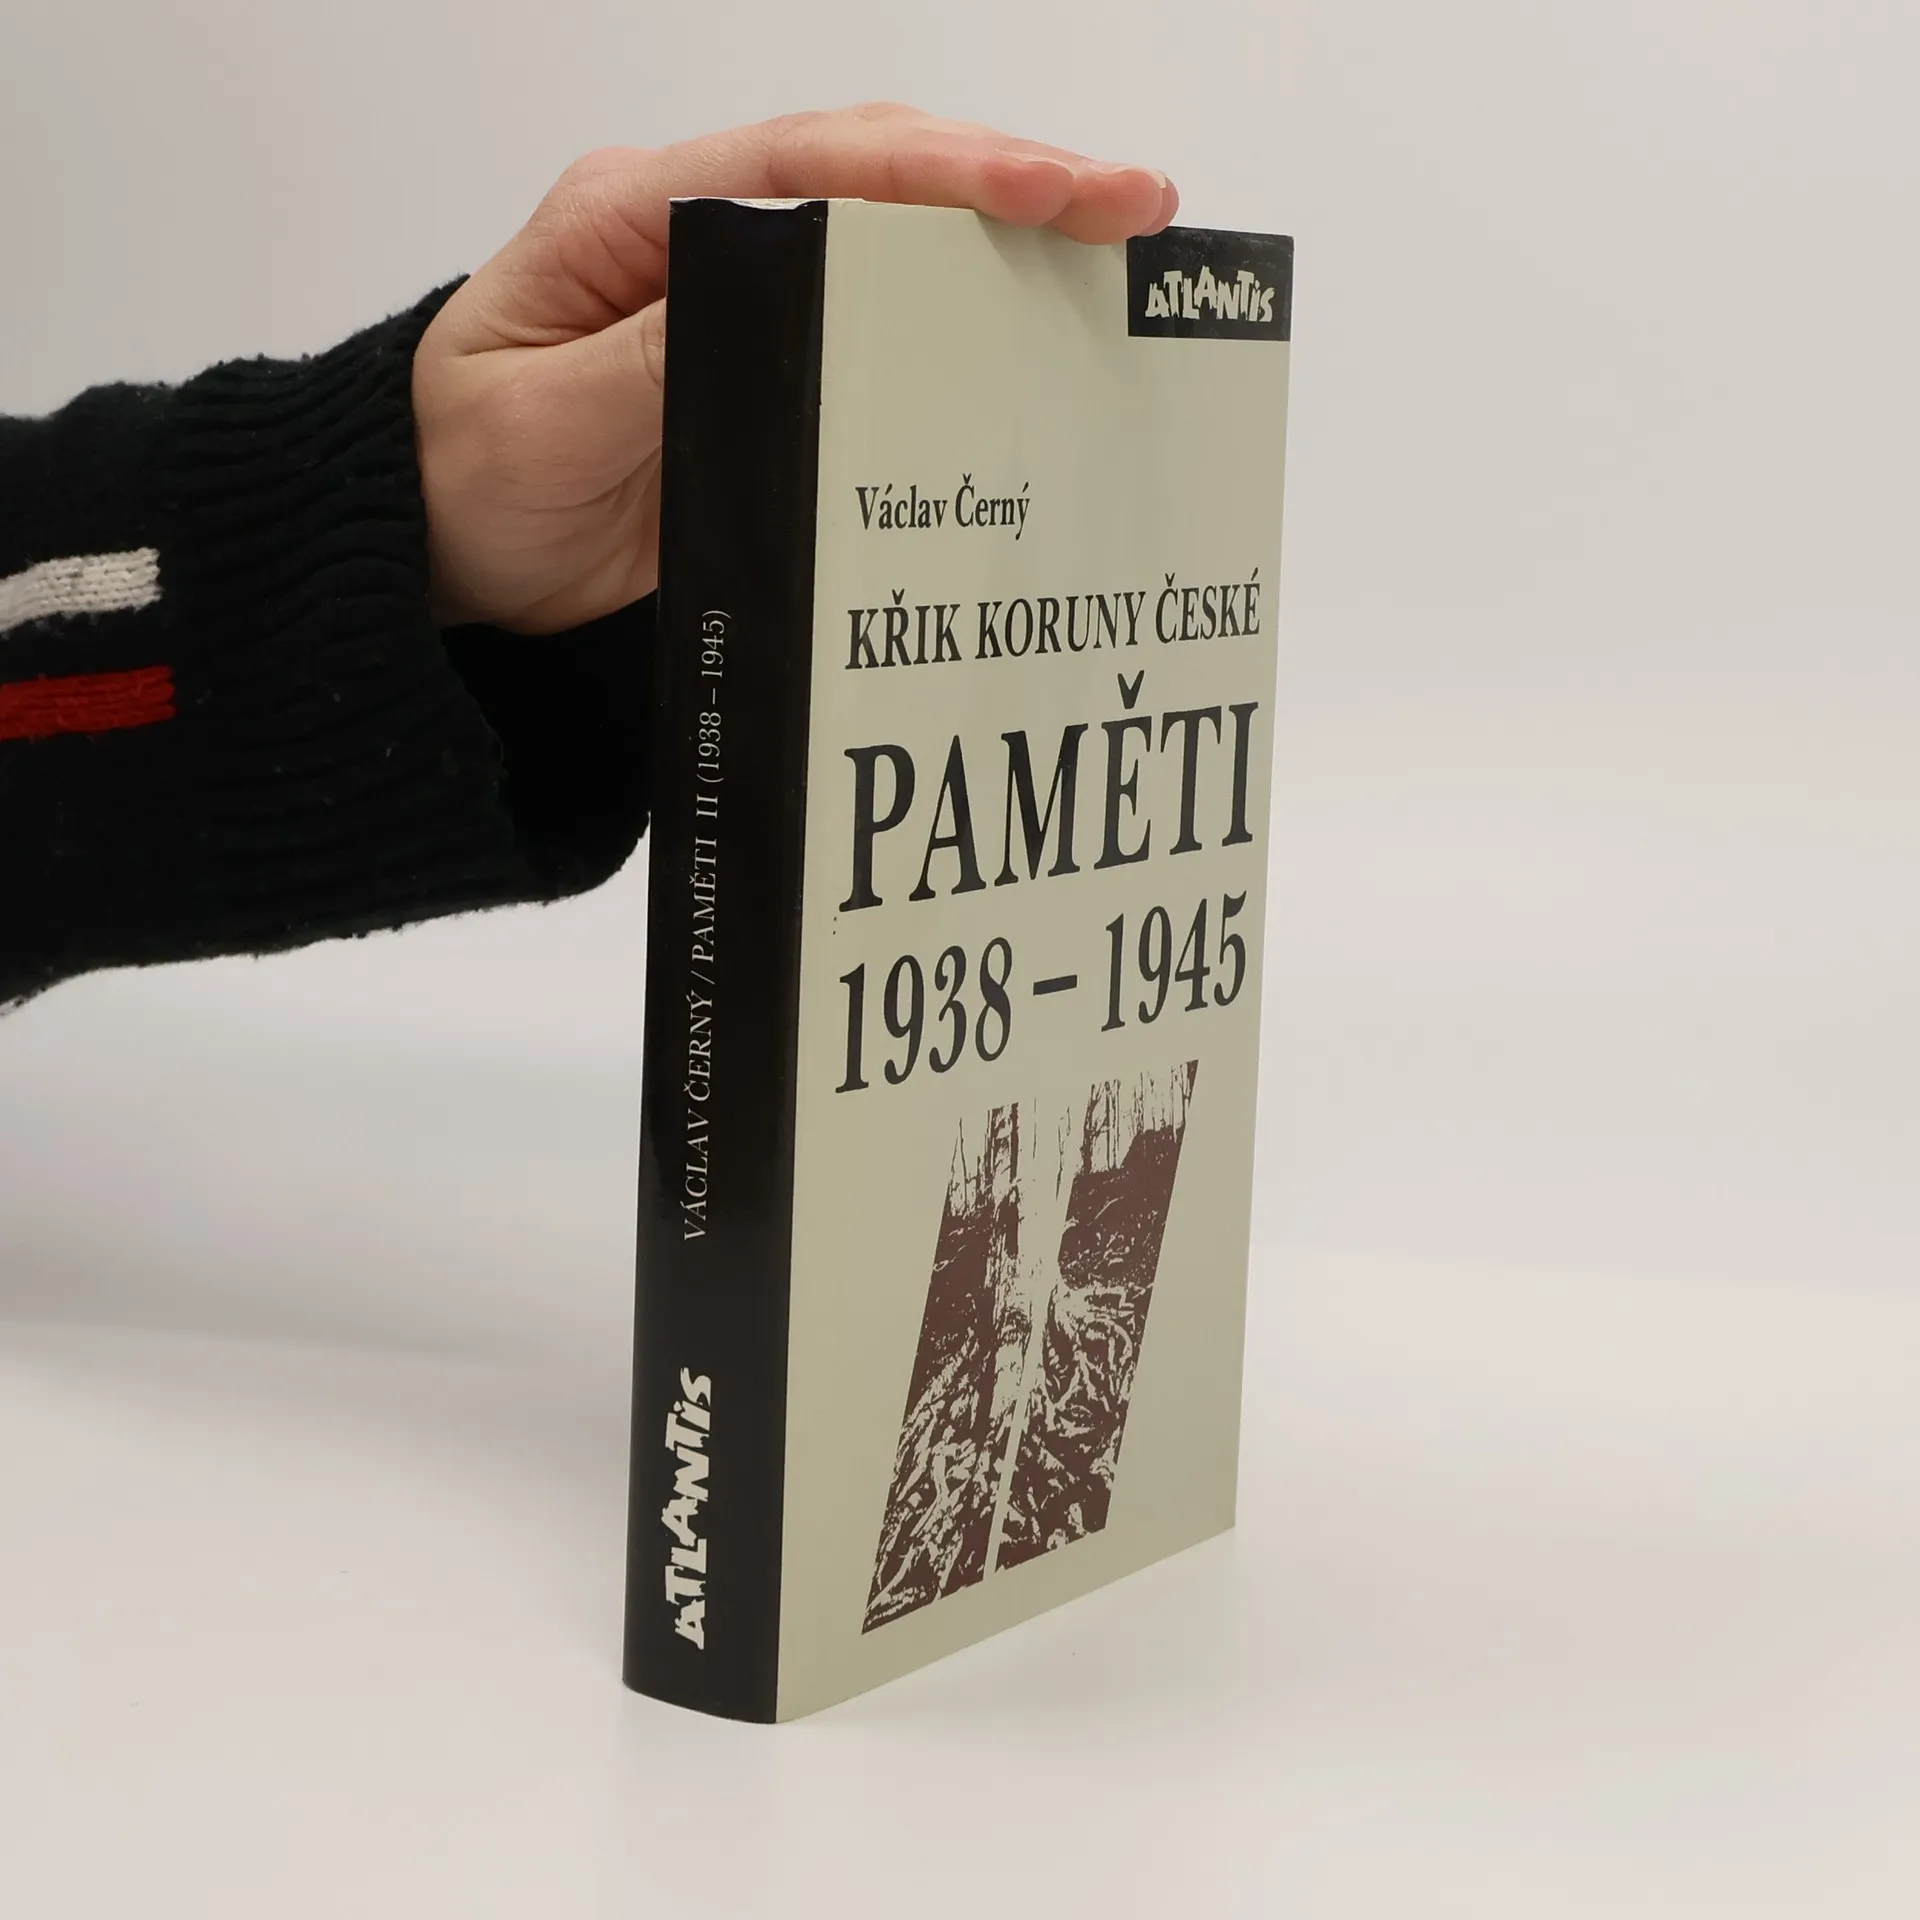 ATLANTiS
Václav Černý
KŘIK KORUNY ČESKÉ
PAMĚTI
1938 – 1945
VÁCLAV ČERNÝ / PAMĚTI II (1938 – 1945)
ATLANTiS